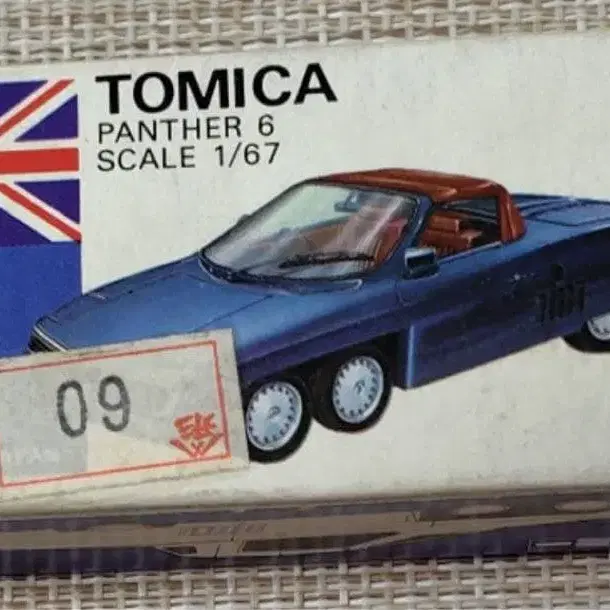 TOMICA
PANTHER 6
SCALE 1/67
09